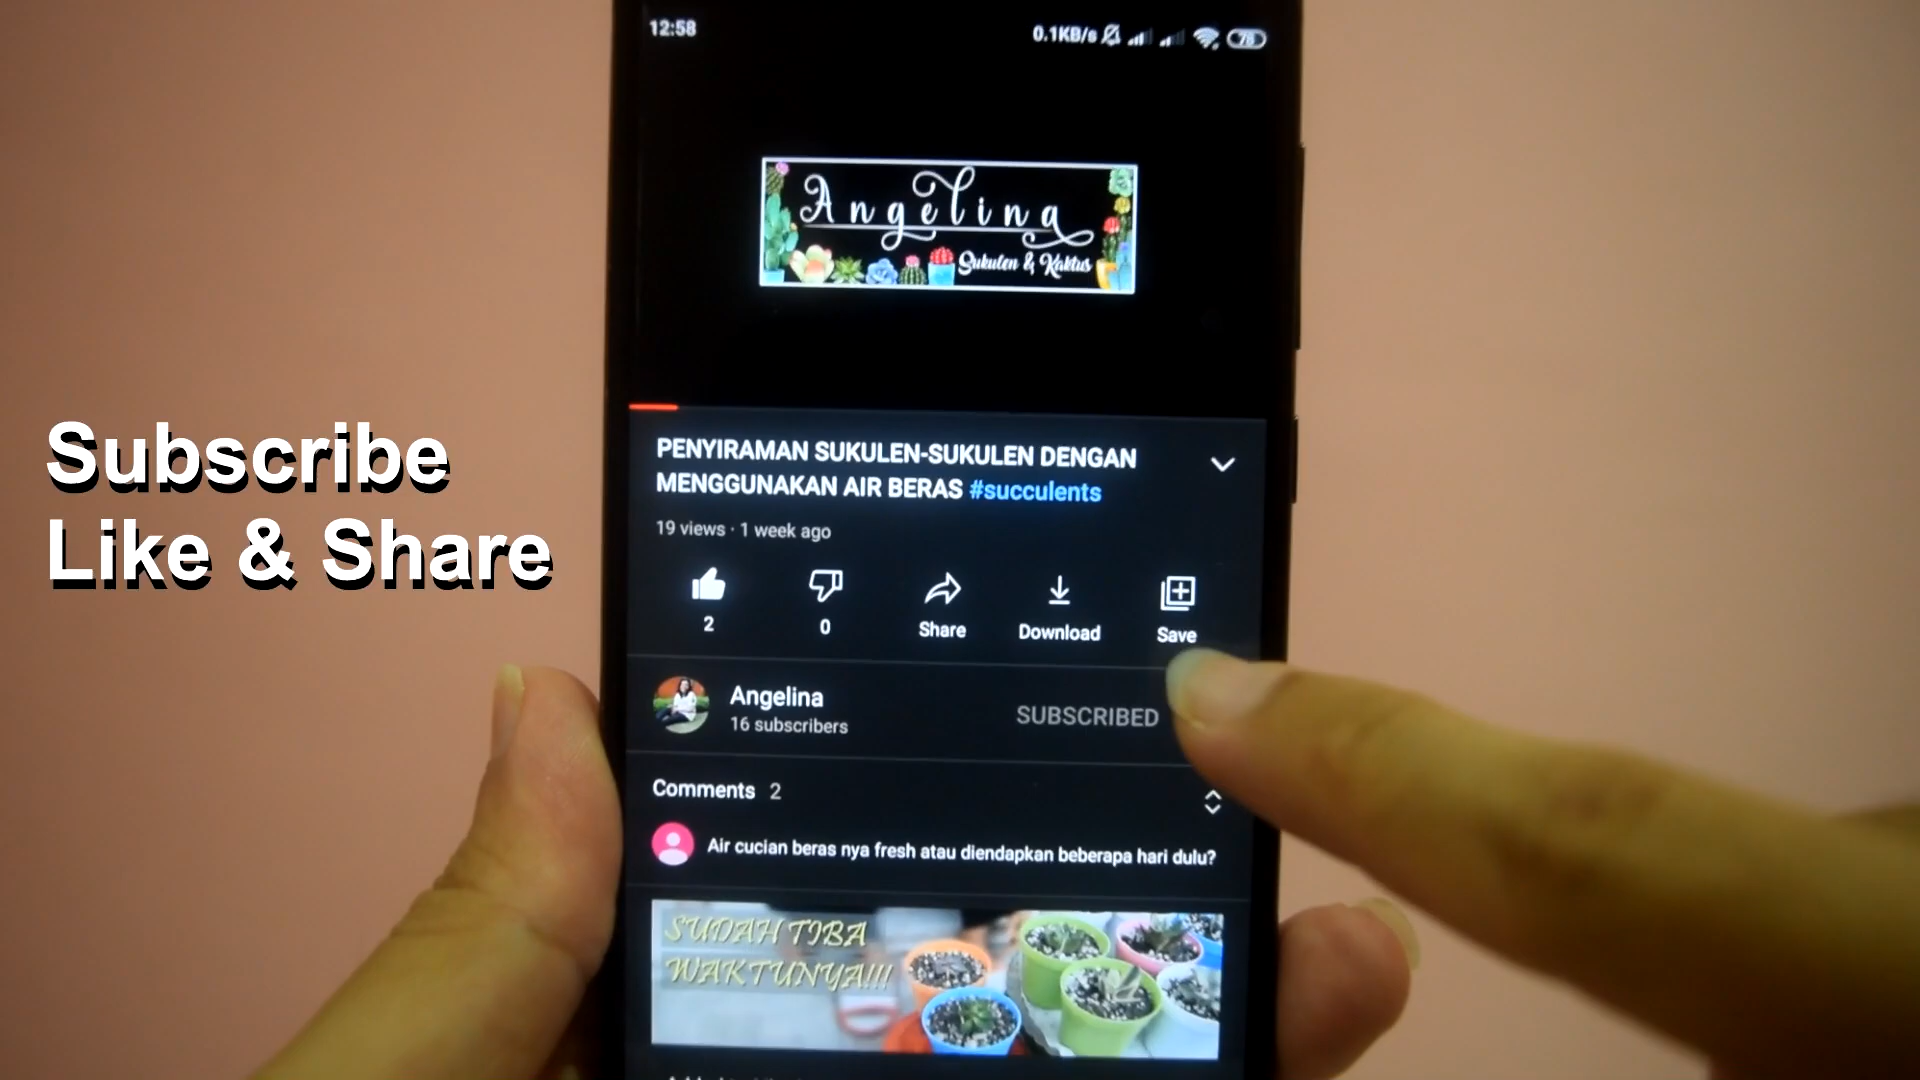 12:58
0.1KB/s
78
Angelina
Sukulen & Kaktus
PENYIRAMAN SUKULEN-SUKULEN DENGAN
MENGGUNAKAN AIR BERAS #succulents
19 views · 1 week ago
2
0
Share
Download
Save
Subscribe
Like & Share
Angelina
16 subscribers
SUBSCRIBED
Comments 2
Air cucian beras nya fresh atau diendapkan beberapa hari dulu?
SUDAH TIBA
WAKTUNYA!!!